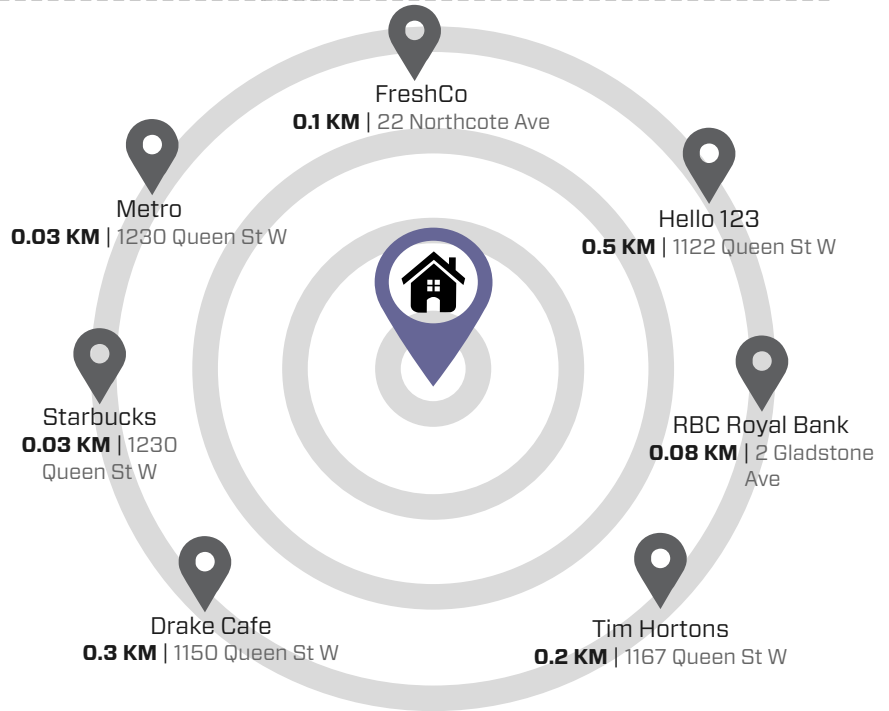 FreshCo
0.1 KM | 22 Northcote Ave
Metro
0.03 KM | 1230 Queen St W
Hello 123
0.5 KM | 1122 Queen St W
Starbucks
0.03 KM | 1230
Queen St W
RBC Royal Bank
0.08 KM | 2 Gladstone
Ave
Drake Cafe
0.3 KM | 1150 Queen St W
Tim Hortons
0.2 KM | 1167 Queen St W